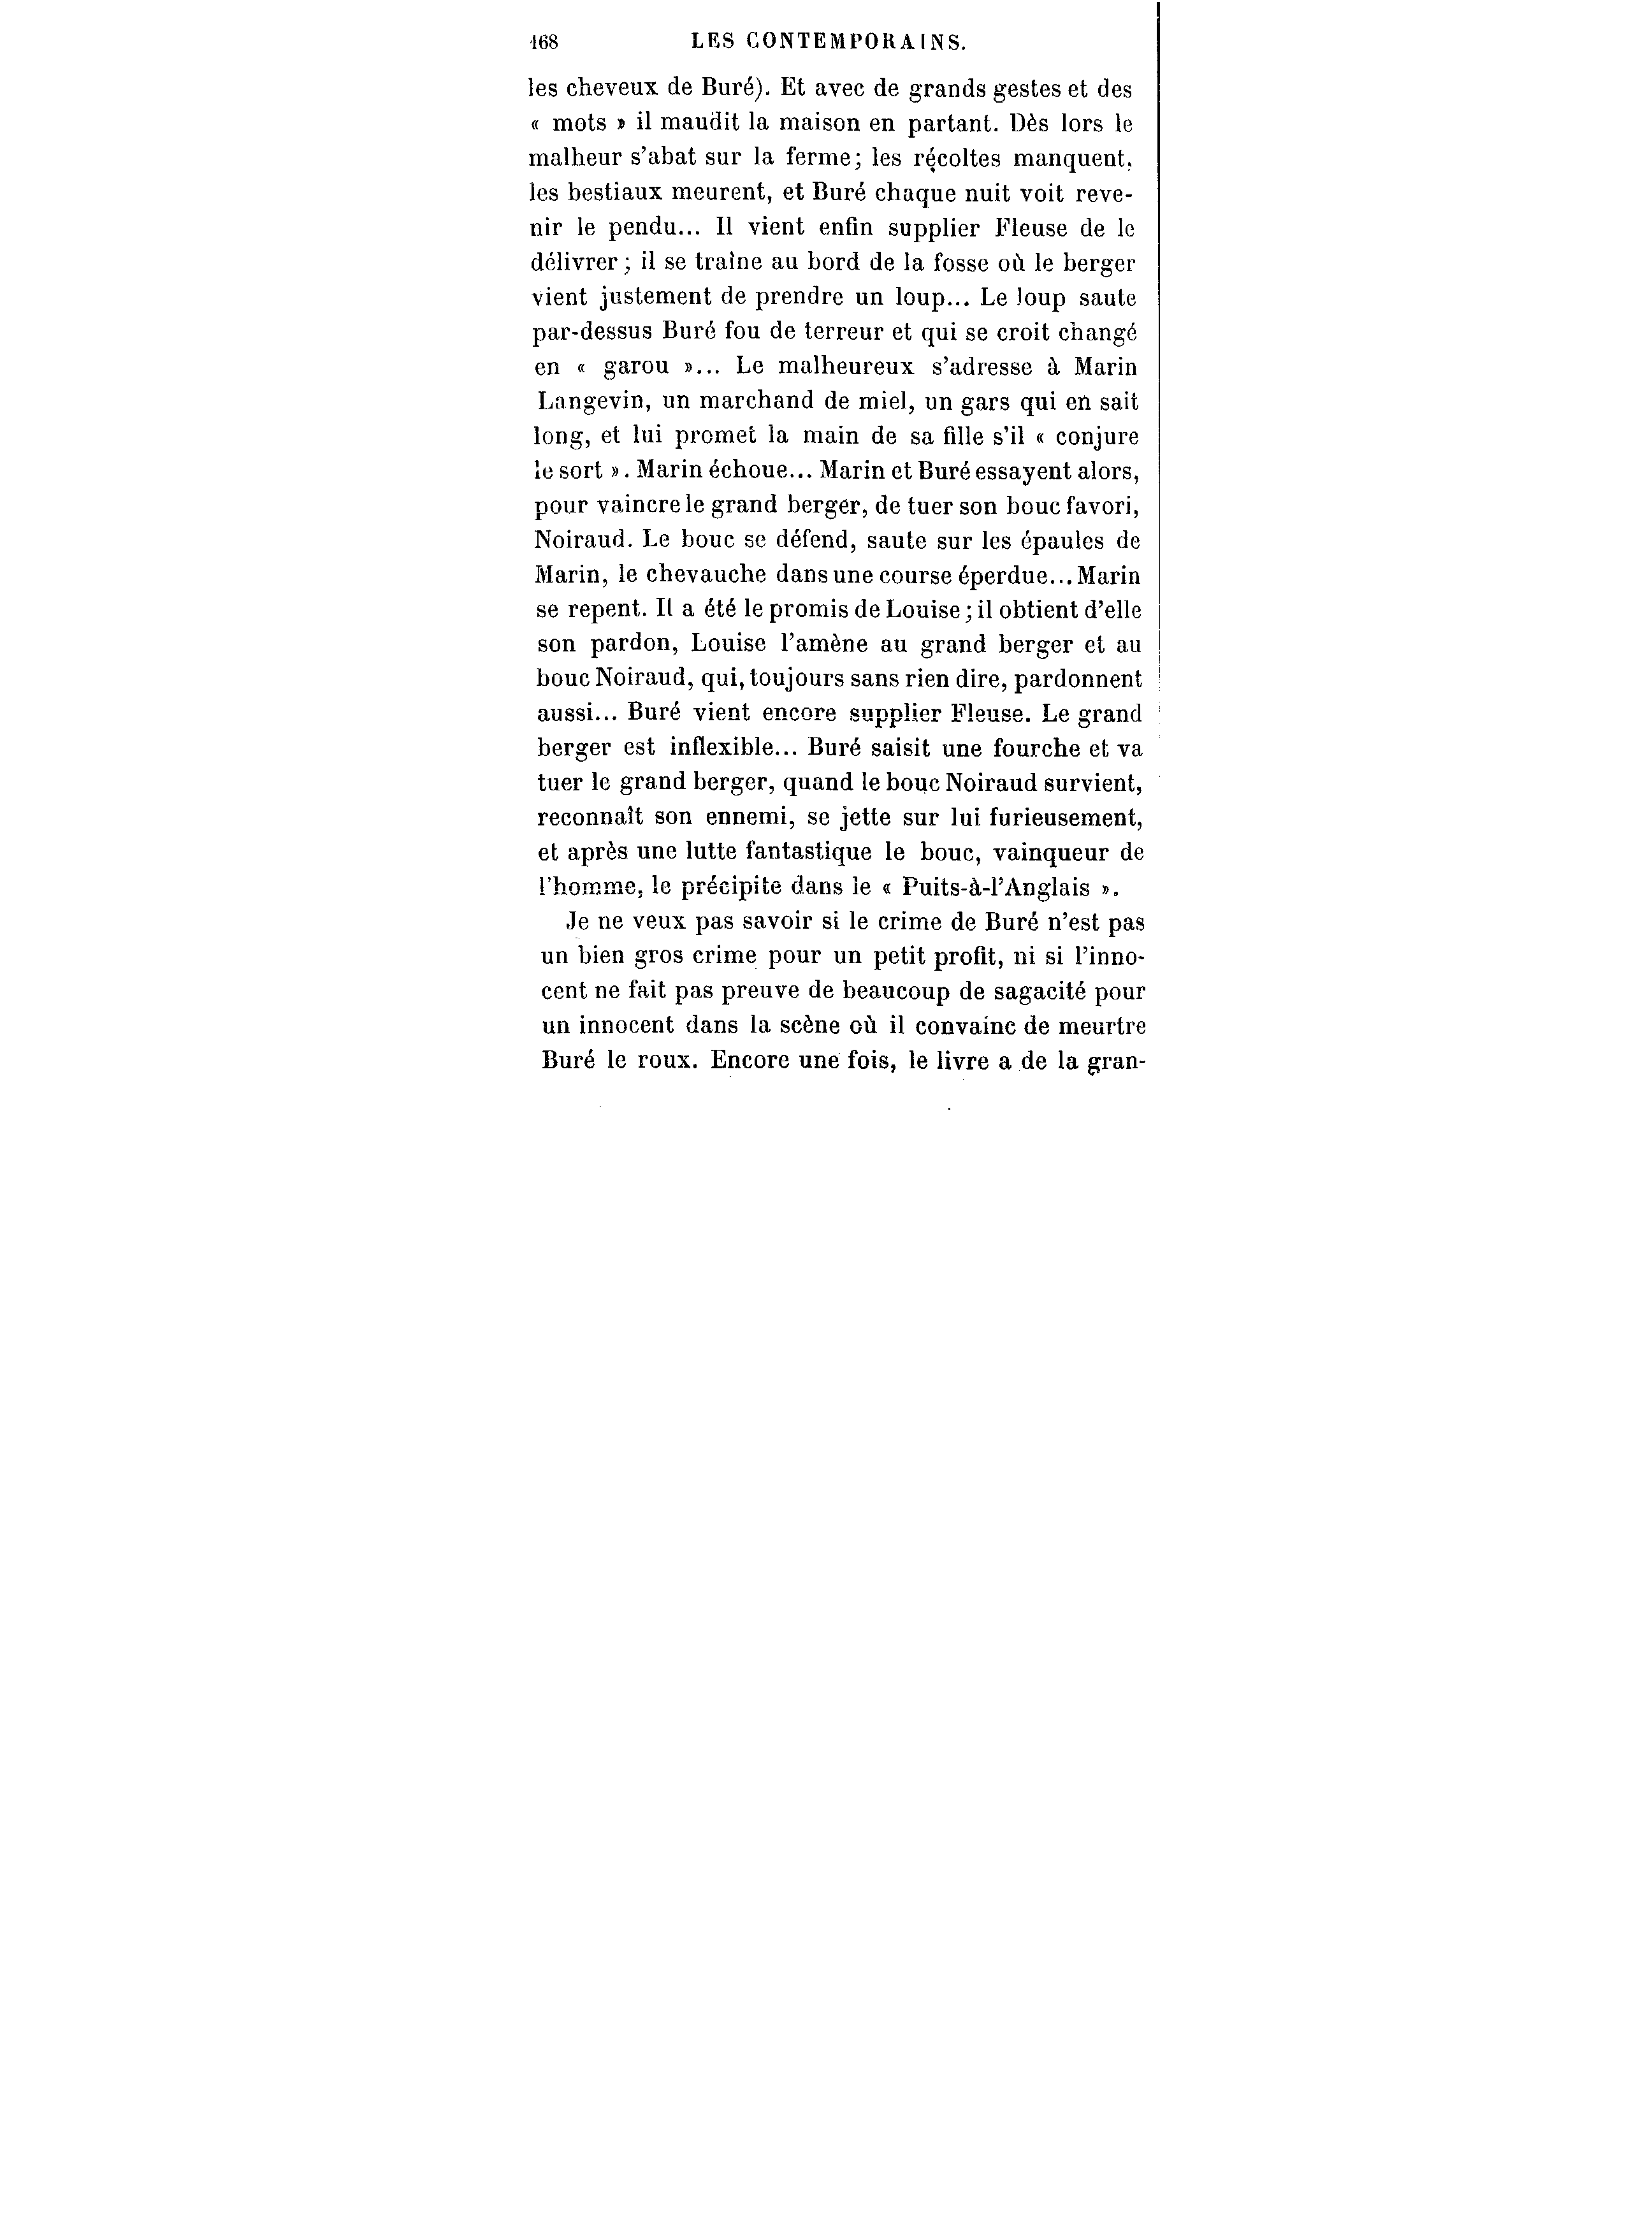 168 LES CONTEMPORAINS.
les cheveux de Buré). Et avec de grands gestes et des
« mots » il maudit la maison en partant. Dès lors le
malheur s'abat sur la ferme; les récoltes manquent,
les bestiaux meurent, et Buré chaque nuit voit reve-
nir le pendu... Il vient enfin supplier Fleuse de le
délivrer; il se traîne au bord de la fosse où le berger
vient justement de prendre un loup... Le loup saute
par-dessus Buré fou de terreur et qui se croit changé
en « garou »... Le malheureux s'adresse à Marin
Langevin, un marchand de miel, un gars qui en sait
long, et lui promet la main de sa fille s'il « conjure
le sort ». Marin échoue... Marin et Buré essayent alors,
pour vaincre le grand berger, de tuer son bouc favori,
Noiraud. Le bouc se défend, saute sur les épaules de
Marin, le chevauche dans une course éperdue... Marin
se repent. Il a été le promis de Louise; il obtient d'elle
son pardon, Louise l'amène au grand berger et au
bouc Noiraud, qui, toujours sans rien dire, pardonnent
aussi... Buré vient encore supplier Fleuse. Le grand
berger est inflexible... Buré saisit une fourche et va
tuer le grand berger, quand le bouc Noiraud survient,
reconnaît son ennemi, se jette sur lui furieusement,
et après une lutte fantastique le bouc, vainqueur de
l'homme, le précipite dans le « Puits-à-l'Anglais ».
Je ne veux pas savoir si le crime de Buré n'est pas
un bien gros crime pour un petit profit, ni si l'inno-
cent ne fait pas preuve de beaucoup de sagacité pour
un innocent dans la scène où il convainc de meurtre
Buré le roux. Encore une fois, le livre a de la gran-